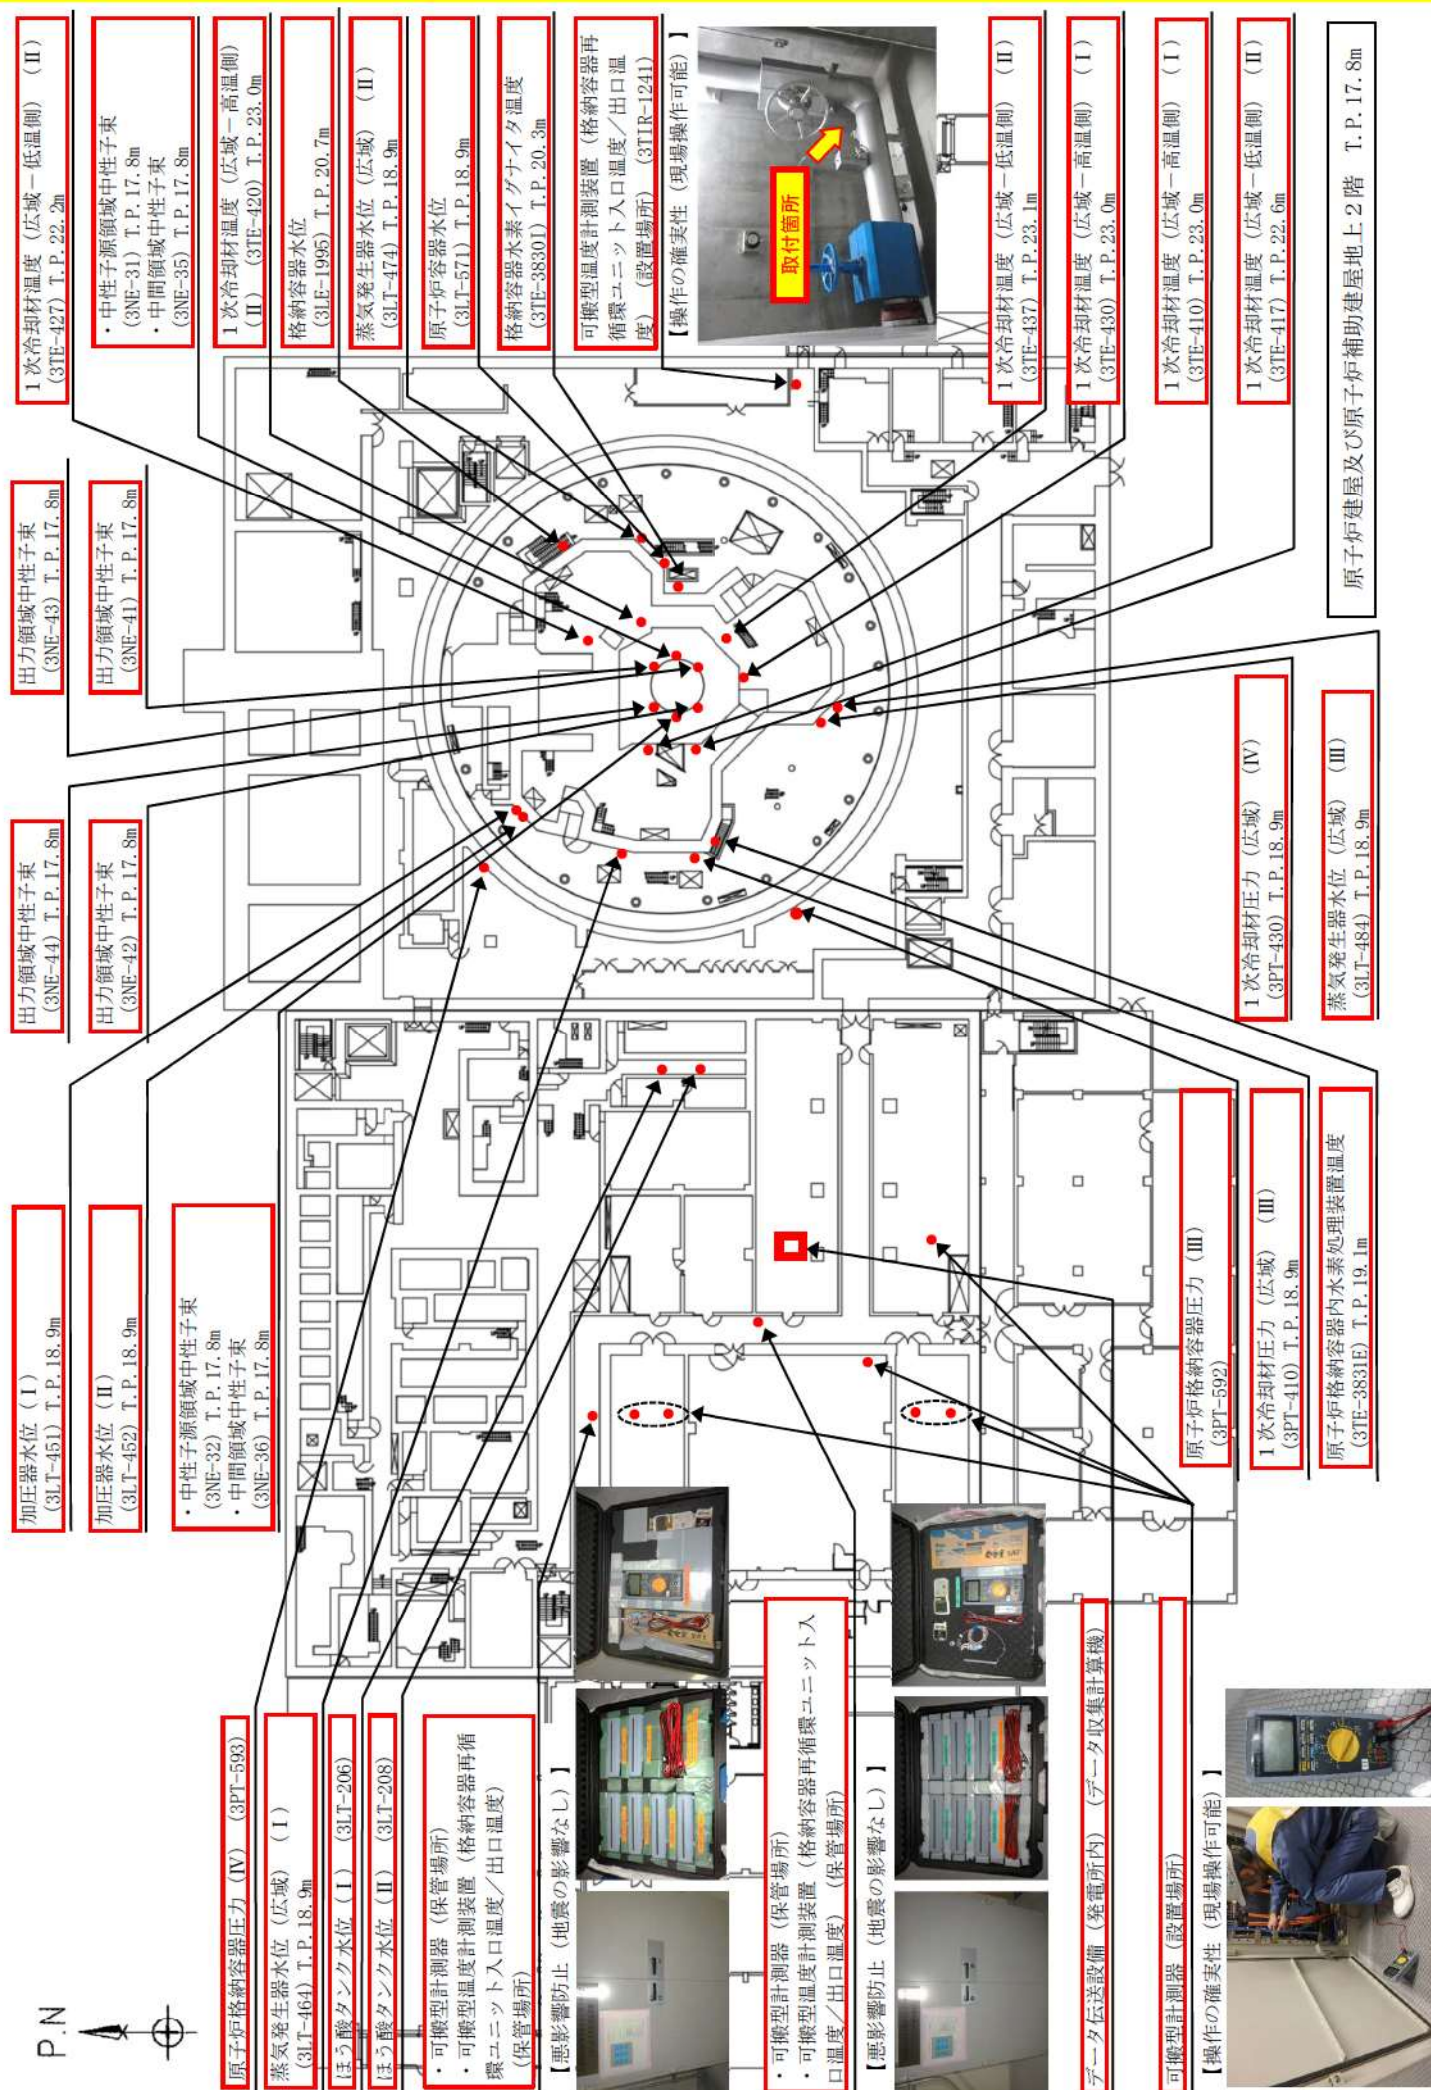 P.N
原子炉格納容器圧力（Ⅳ）（3PT-593）
蒸気発生器水位（広域）（Ⅰ）
（3LT-464）T.P.18.9m
ほう酸タンク水位（Ⅰ）（3LT-206）
ほう酸タンク水位（Ⅱ）（3LT-208）
・可搬型計測器（保管場所）
・可搬型温度計測装置（格納容器再循
環ユニット入口温度／出口温度）
（保管場所）
【悪影響防止（地震の影響なし）】
・可搬型計測器（保管場所）
・可搬型温度計測装置（格納容器再循環ユニット入
口温度／出口温度）（保管場所）
【悪影響防止（地震の影響なし）】
データ伝送設備（発電所内）（データ収集計算機）
可搬型計測器（設置場所）
【操作の確実性（現場操作可能）】
加圧器水位（Ⅰ）
（3LT-451）T.P.18.9m
加圧器水位（Ⅱ）
（3LT-452）T.P.18.9m
・中性子源領域中性子束
（3NE-32）T.P.17.8m
・中間領域中性子束
（3NE-36）T.P.17.8m
原子炉格納容器圧力（Ⅲ）
（3PT-592）
1次冷却材圧力（広域）（Ⅲ）
（3PT-410）T.P.18.9m
原子炉格納容器内水素処理装置温度
（3TE-3831E）T.P.19.1m
出力領域中性子束
（3NE-44）T.P.17.8m
出力領域中性子束
（3NE-42）T.P.17.8m
1次冷却材圧力（広域）（Ⅳ）
（3PT-430）T.P.18.9m
蒸気発生器水位（広域）（Ⅲ）
（3LT-484）T.P.18.9m
出力領域中性子束
（3NE-43）T.P.17.8m
出力領域中性子束
（3NE-41）T.P.17.8m
1次冷却材温度（広域－低温側）（Ⅱ）
（3TE-427）T.P.22.2m
・中性子源領域中性子束
（3NE-31）T.P.17.8m
・中間領域中性子束
（3NE-35）T.P.17.8m
1次冷却材温度（広域－高温側）
（Ⅱ）（3TE-420）T.P.23.0m
格納容器水位
（3LE-1995）T.P.20.7m
蒸気発生器水位（広域）（Ⅱ）
（3LT-474）T.P.18.9m
原子炉容器水位
（3LT-571）T.P.18.9m
格納容器水素イグナイタ温度
（3TE-3830I）T.P.20.3m
可搬型温度計測装置（格納容器再
循環ユニット入口温度／出口温
度）（設置場所）（3TIR-1241）
【操作の確実性（現場操作可能）】
取付箇所
1次冷却材温度（広域－低温側）（Ⅱ）
（3TE-437）T.P.23.1m
1次冷却材温度（広域－高温側）（Ⅰ）
（3TE-430）T.P.23.0m
1次冷却材温度（広域－高温側）（Ⅰ）
（3TE-410）T.P.23.0m
1次冷却材温度（広域－低温側）（Ⅱ）
（3TE-417）T.P.22.6m
原子炉建屋及び原子炉補助建屋地上2階　T.P.17.8m